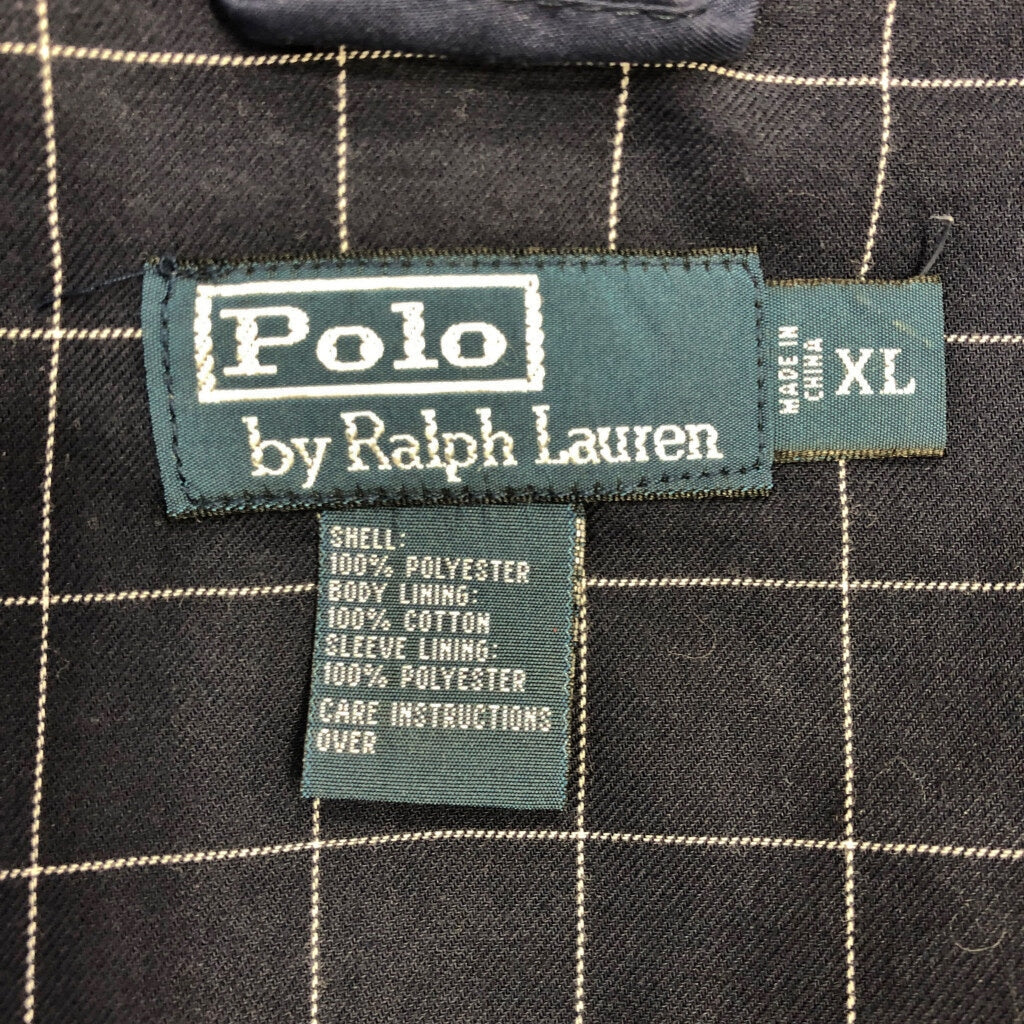 Polo
by Ralph Lauren
MADE IN
CHINA
XL
SHELL:
100% POLYESTER
BODY LINING:
100% COTTON
SLEEVE LINING:
100% POLYESTER
CARE INSTRUCTIONS
OVER